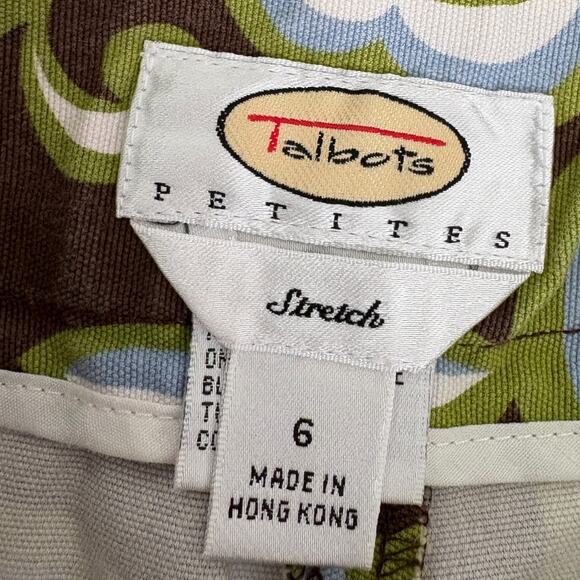 Talbots
PETITES
Stretch
6
MADE IN
HONG KONG